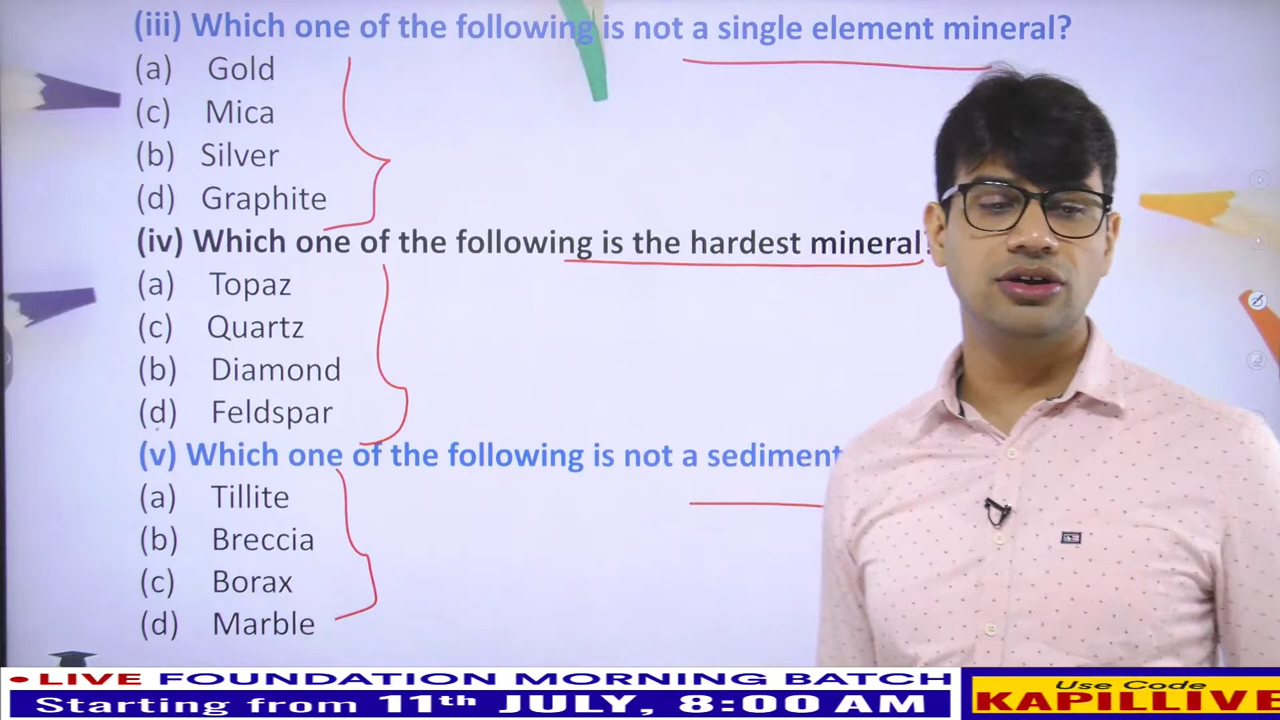 (iii) Which one of the following is not a single element mineral?
(a) Gold
(c) Mica
(b) Silver
(d) Graphite
(iv) Which one of the following is the hardest mineral?
(a) Topaz
(c) Quartz
(b) Diamond
(d) Feldspar
(v) Which one of the following is not a sediment
(a) Tillite
(b) Breccia
(c) Borax
(d) Marble
• LIVE FOUNDATION MORNING BATCH
Starting from 11th JULY, 8:00 AM
Use Code
KAPILLIVE